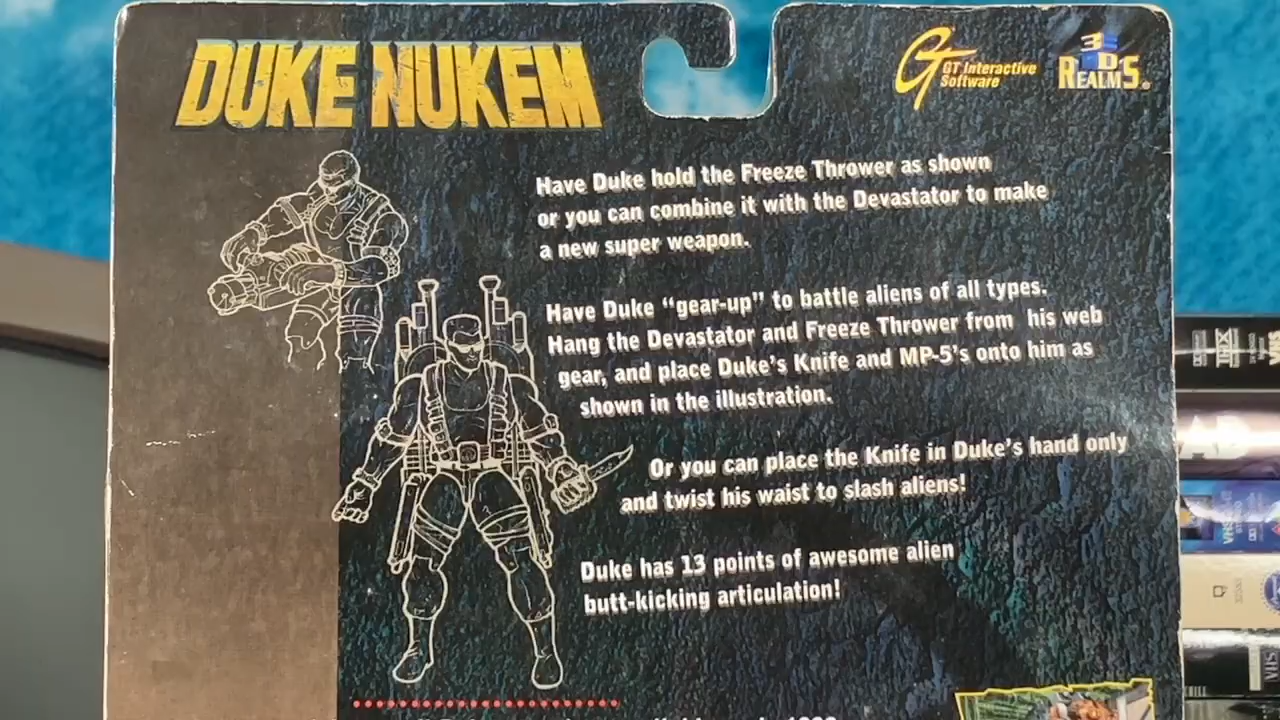 DUKE NUKEM
GT Interactive
Software
3D
REALMS
Have Duke hold the Freeze Thrower as shown
or you can combine it with the Devastator to make
a new super weapon.
Have Duke "gear-up" to battle aliens of all types.
Hang the Devastator and Freeze Thrower from his web
gear, and place Duke's Knife and MP-5's onto him as
shown in the illustration.
Or you can place the Knife in Duke's hand only
and twist his waist to slash aliens!
Duke has 13 points of awesome alien
butt-kicking articulation!
VHS
VHS